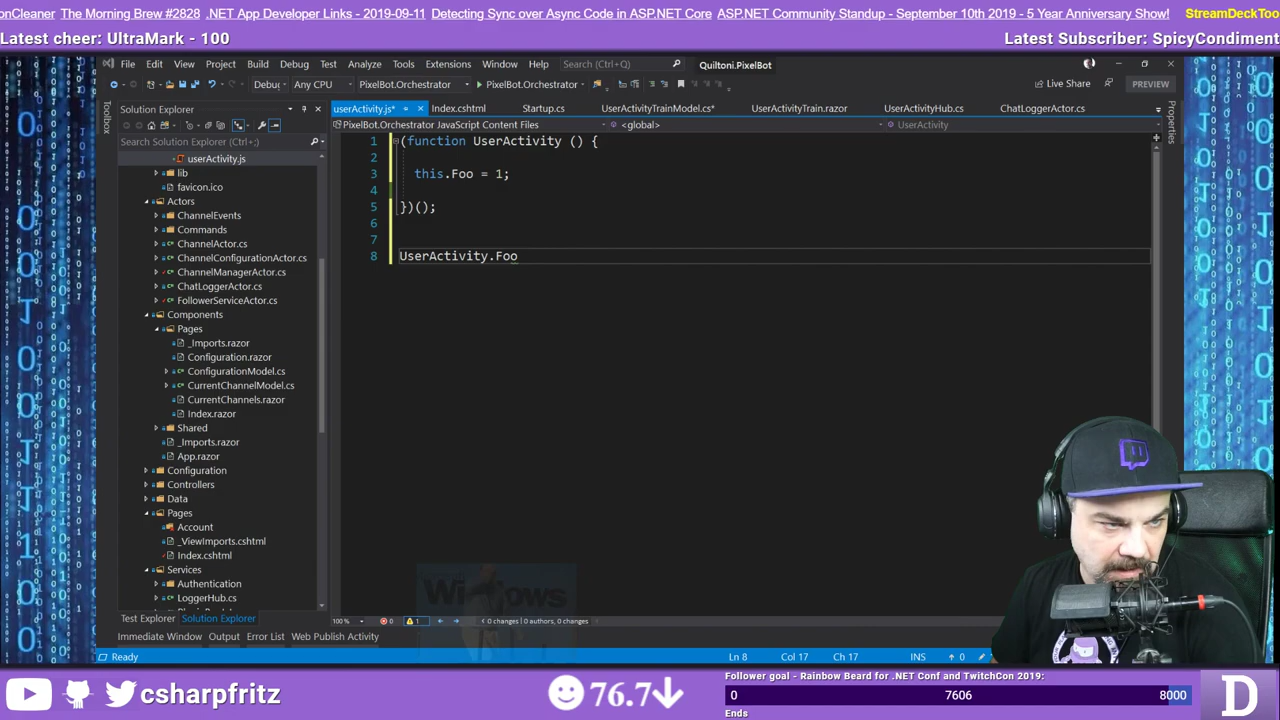 onCleaner The Morning Brew #2828 .NET App Developer Links - 2019-09-11 Detecting Sync over Async Code in ASP.NET Core ASP.NET Community Standup - September 10th 2019 - 5 Year Anniversary Show! StreamDeckToo
Latest cheer: UltraMark - 100
Latest Subscriber: SpicyCondiment
File Edit View Project Build Debug Test Analyze Tools Extensions Window Help Search (Ctrl+Q) Quiltoni.PixelBot
Debug Any CPU PixelBot.Orchestrator PixelBot.Orchestrator Live Share PREVIEW
Toolbox
Solution Explorer
Search Solution Explorer (Ctrl+;)
userActivity.js
lib
favicon.ico
Actors
ChannelEvents
Commands
ChannelActor.cs
ChannelConfigurationActor.cs
ChannelManagerActor.cs
ChatLoggerActor.cs
FollowerServiceActor.cs
Components
Pages
_Imports.razor
Configuration.razor
ConfigurationModel.cs
CurrentChannelModel.cs
CurrentChannels.razor
Index.razor
Shared
_Imports.razor
App.razor
Configuration
Controllers
Data
Pages
Account
_ViewImports.cshtml
Index.cshtml
Services
Authentication
LoggerHub.cs
Test Explorer Solution Explorer
userActivity.js* Index.cshtml Startup.cs UserActivityTrainModel.cs* UserActivityTrain.razor UserActivityHub.cs ChatLoggerActor.cs
PixelBot.Orchestrator JavaScript Content Files <global> UserActivity
Properties
1 (function UserActivity () {
2
3 this.Foo = 1;
4
5 })();
6
7
8 UserActivity.Foo
Windows
100 % 0 1 0 changes | 0 authors, 0 changes
Immediate Window Output Error List Web Publish Activity
Ready Ln 8 Col 17 Ch 17 INS 0
csharpfritz
76.7
Follower goal - Rainbow Beard for .NET Conf and TwitchCon 2019:
0 7606 8000
Ends
D